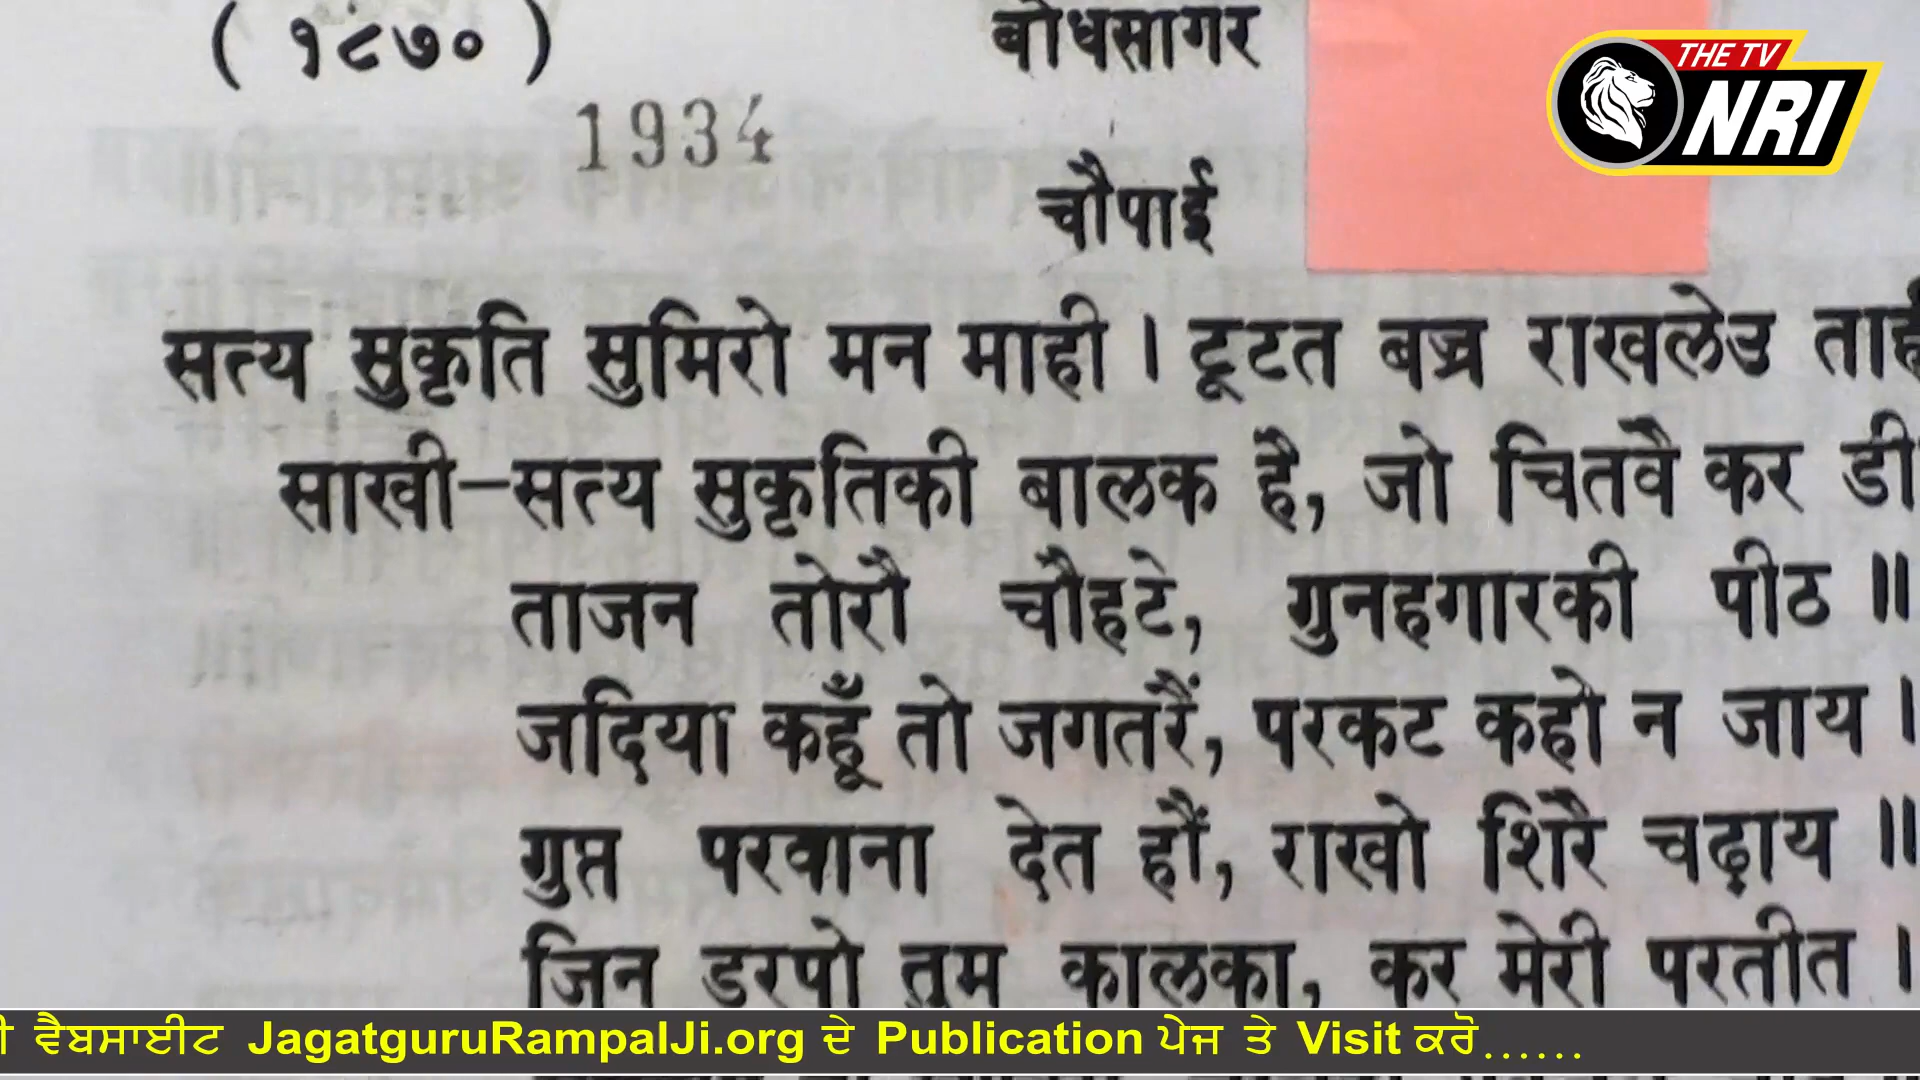 ( १८७० ) बोधसागर
THE TV
NRI
1934
चौपाई
सत्य सुकृति सुमिरो मन माही । टूटत बज्र राखलेउ
साखी–सत्य सुकृतिकी बालक है, जो चितवै कर डी
ताजन तोरौ चौहटे, गुनहगारकी पीठ ॥
जदिया कहूँ तो जगतरैं, परकट कह्यो न जाय ।
गुप्त परवाना देत हौं, राखो शिरै चढ़ाय ॥
जिन डरपो तुम कालका, कर मेरी परतीत ।
ਵੈਬਸਾਈਟ JagatguruRampalJi.org ਦੇ Publication ਪੇਜ ਤੇ Visit ਕਰੋ......